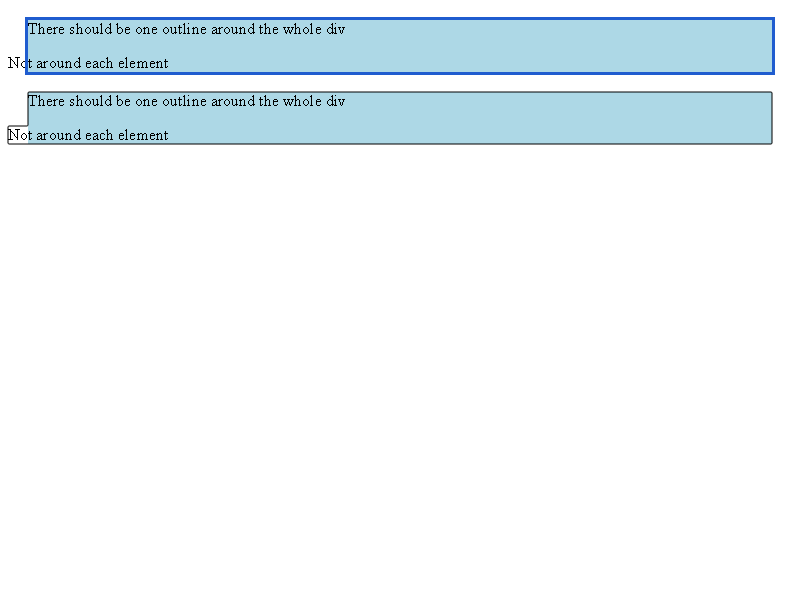 There should be one outline around the whole div
Not around each element
There should be one outline around the whole div
Not around each element